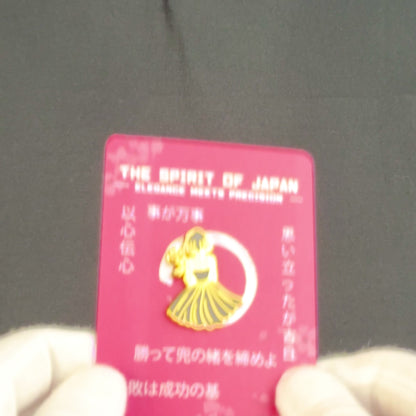 THE SPIRIT OF JAPAN
ELEGANCE MEETS PRECISION
以心伝心
事が万事
思い立ったが吉日
勝って兜の緒を締めよ
敗は成功の基